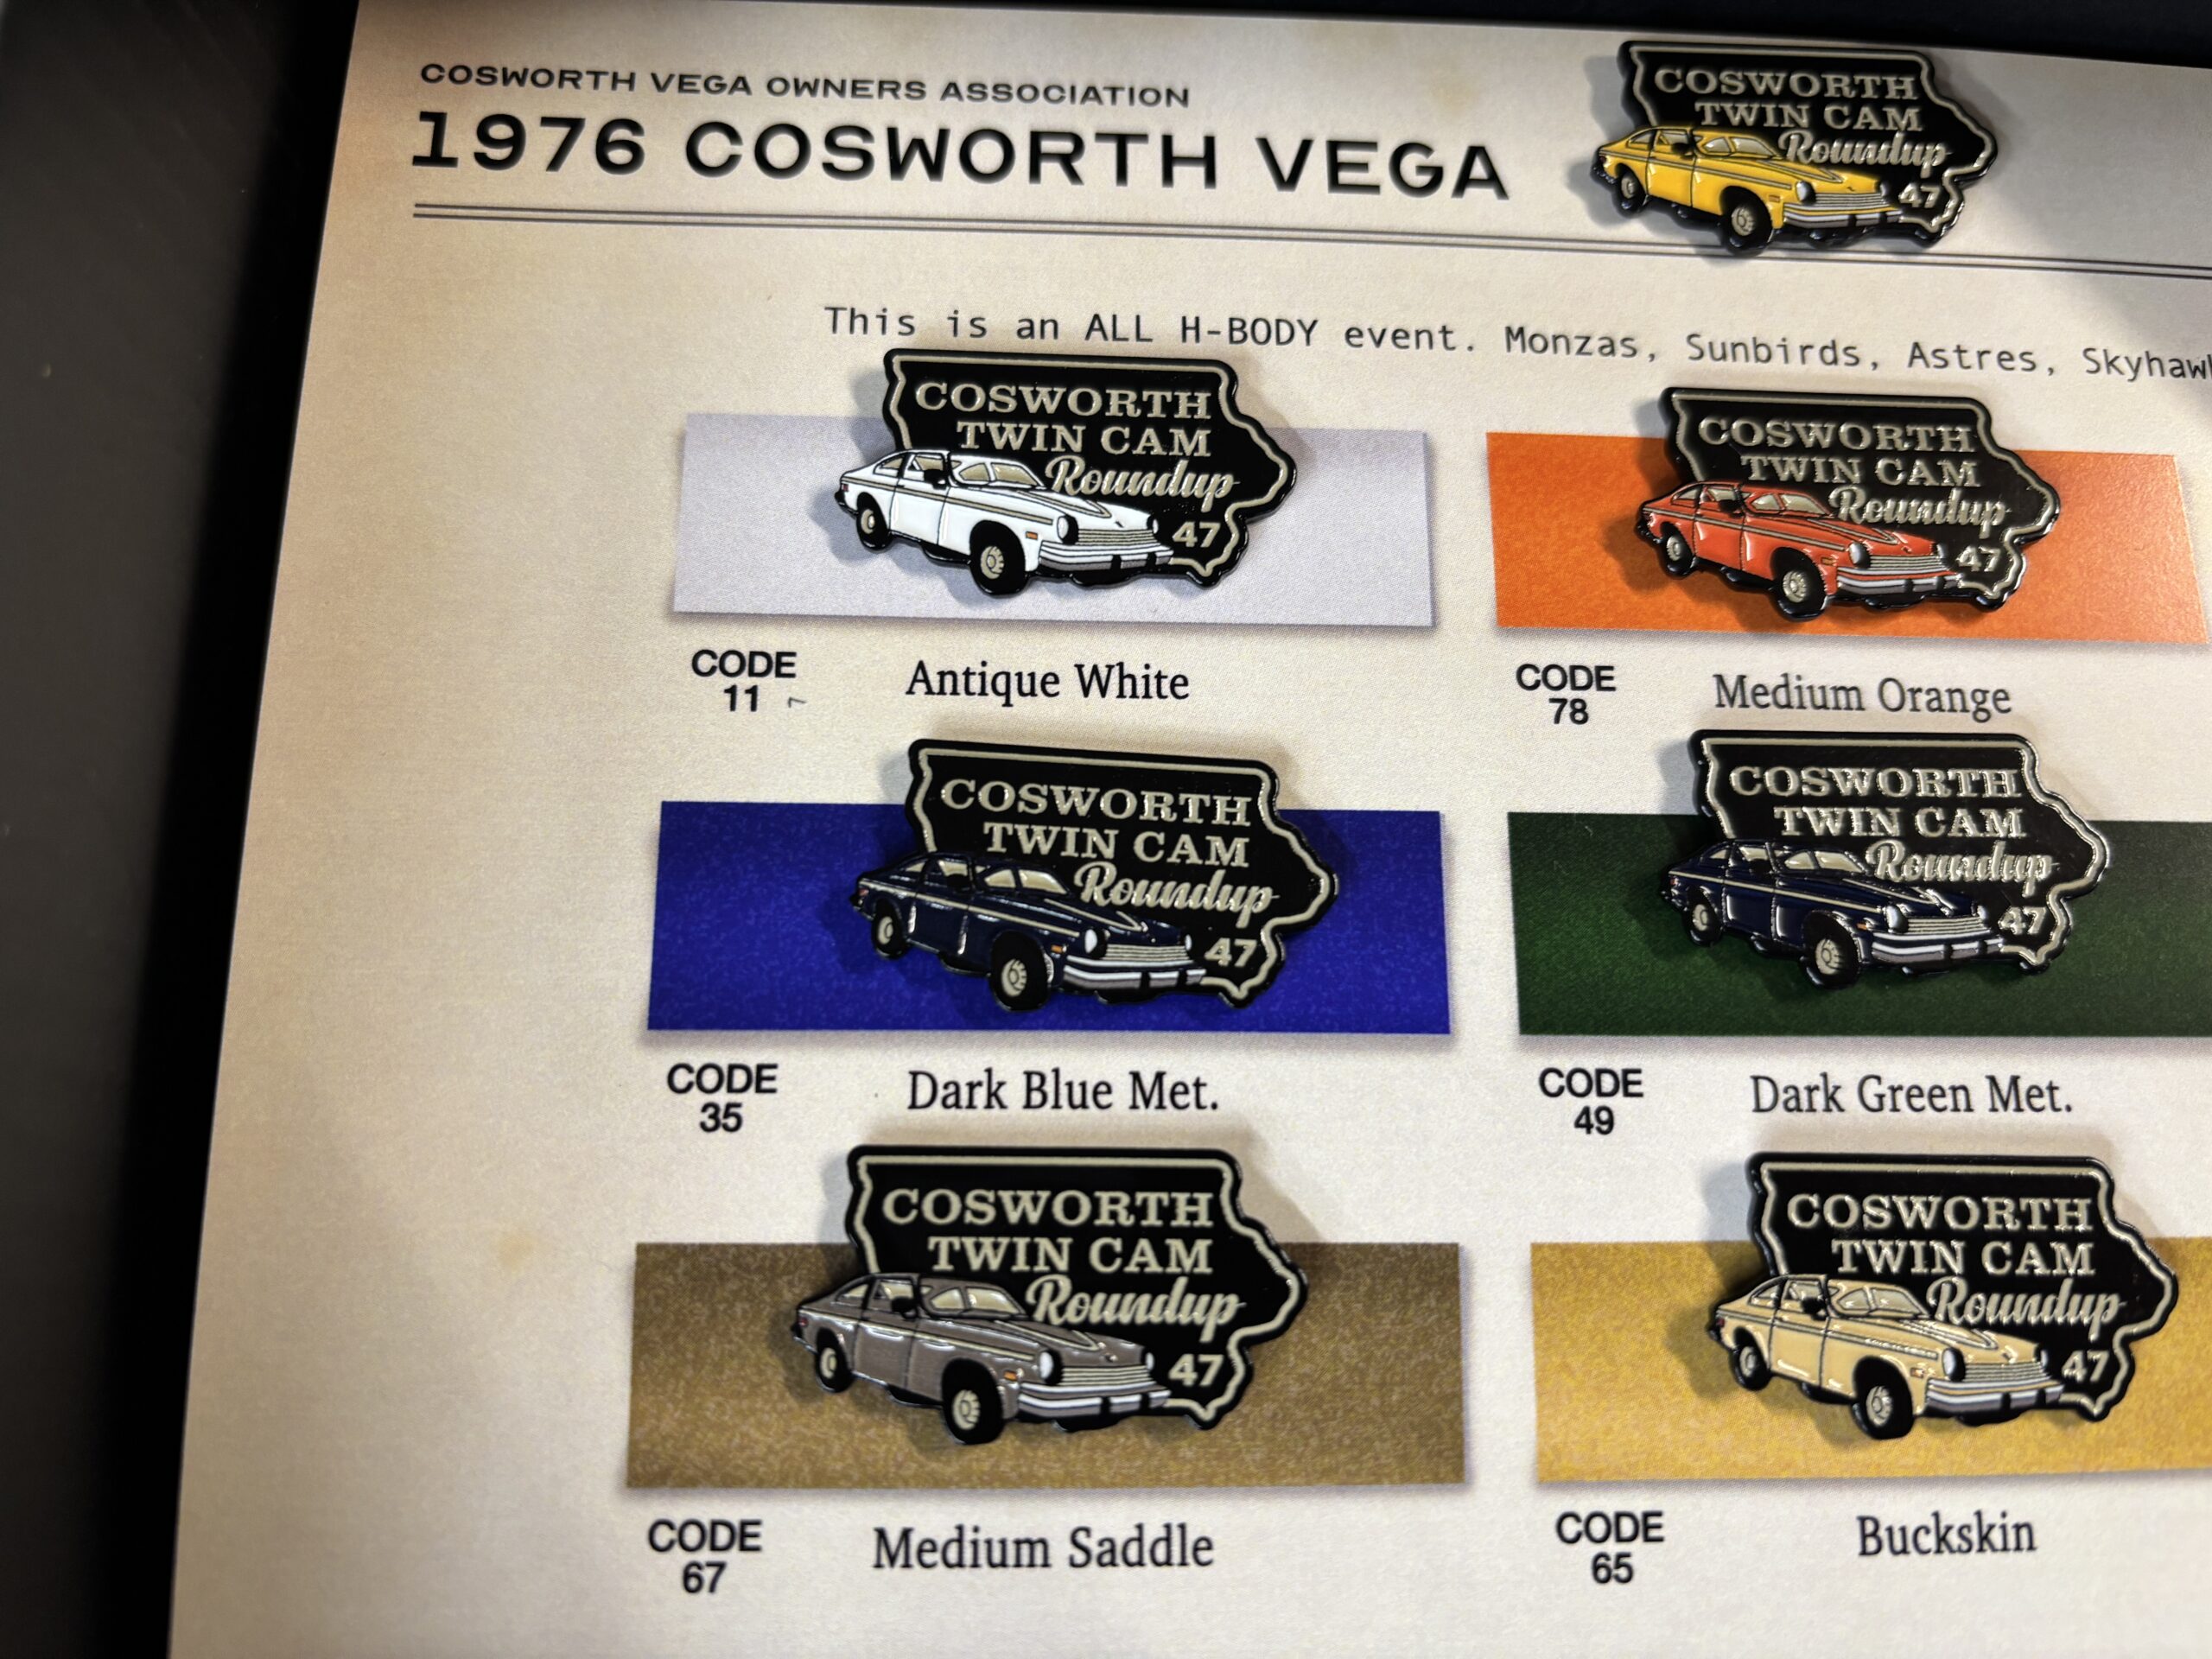 COSWORTH VEGA OWNERS ASSOCIATION
1976 COSWORTH VEGA
COSWORTH
TWIN CAM
Roundup
47
This is an ALL H-BODY event. Monzas, Sunbirds, Astres, Skyhaw
COSWORTH
TWIN CAM
Roundup
47
CODE
11
Antique White
COSWORTH
TWIN CAM
Roundup
47
CODE
78
Medium Orange
COSWORTH
TWIN CAM
Roundup
47
CODE
35
Dark Blue Met.
COSWORTH
TWIN CAM
Roundup
47
CODE
49
Dark Green Met.
COSWORTH
TWIN CAM
Roundup
47
CODE
67
Medium Saddle
COSWORTH
TWIN CAM
Roundup
47
CODE
65
Buckskin